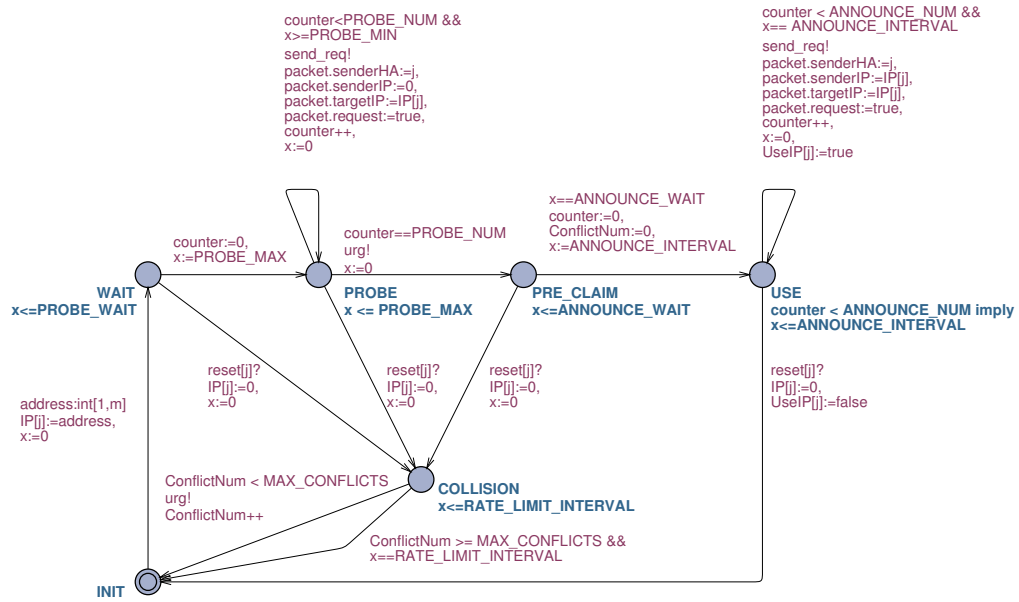 counter<PROBE_NUM &&
x>=PROBE_MIN
send_req!
packet.senderHA:=j,
packet.senderIP:=0,
packet.targetIP:=IP[j],
packet.request:=true,
counter++,
x:=0
counter < ANNOUNCE_NUM &&
x== ANNOUNCE_INTERVAL
send_req!
packet.senderHA:=j,
packet.senderIP:=IP[j],
packet.targetIP:=IP[j],
packet.request:=true,
counter++,
x:=0,
UseIP[j]:=true
counter:=0,
x:=PROBE_MAX
counter==PROBE_NUM
urg!
x:=0
x==ANNOUNCE_WAIT
counter:=0,
ConflictNum:=0,
x:=ANNOUNCE_INTERVAL
WAIT
x<=PROBE_WAIT
PROBE
x <= PROBE_MAX
PRE_CLAIM
x<=ANNOUNCE_WAIT
USE
counter < ANNOUNCE_NUM imply
x<=ANNOUNCE_INTERVAL
address:int[1,m]
IP[j]:=address,
x:=0
reset[j]?
IP[j]:=0,
x:=0
reset[j]?
IP[j]:=0,
x:=0
reset[j]?
IP[j]:=0,
x:=0
reset[j]?
IP[j]:=0,
UseIP[j]:=false
ConflictNum < MAX_CONFLICTS
urg!
ConflictNum++
COLLISION
x<=RATE_LIMIT_INTERVAL
ConflictNum >= MAX_CONFLICTS &&
x==RATE_LIMIT_INTERVAL
INIT